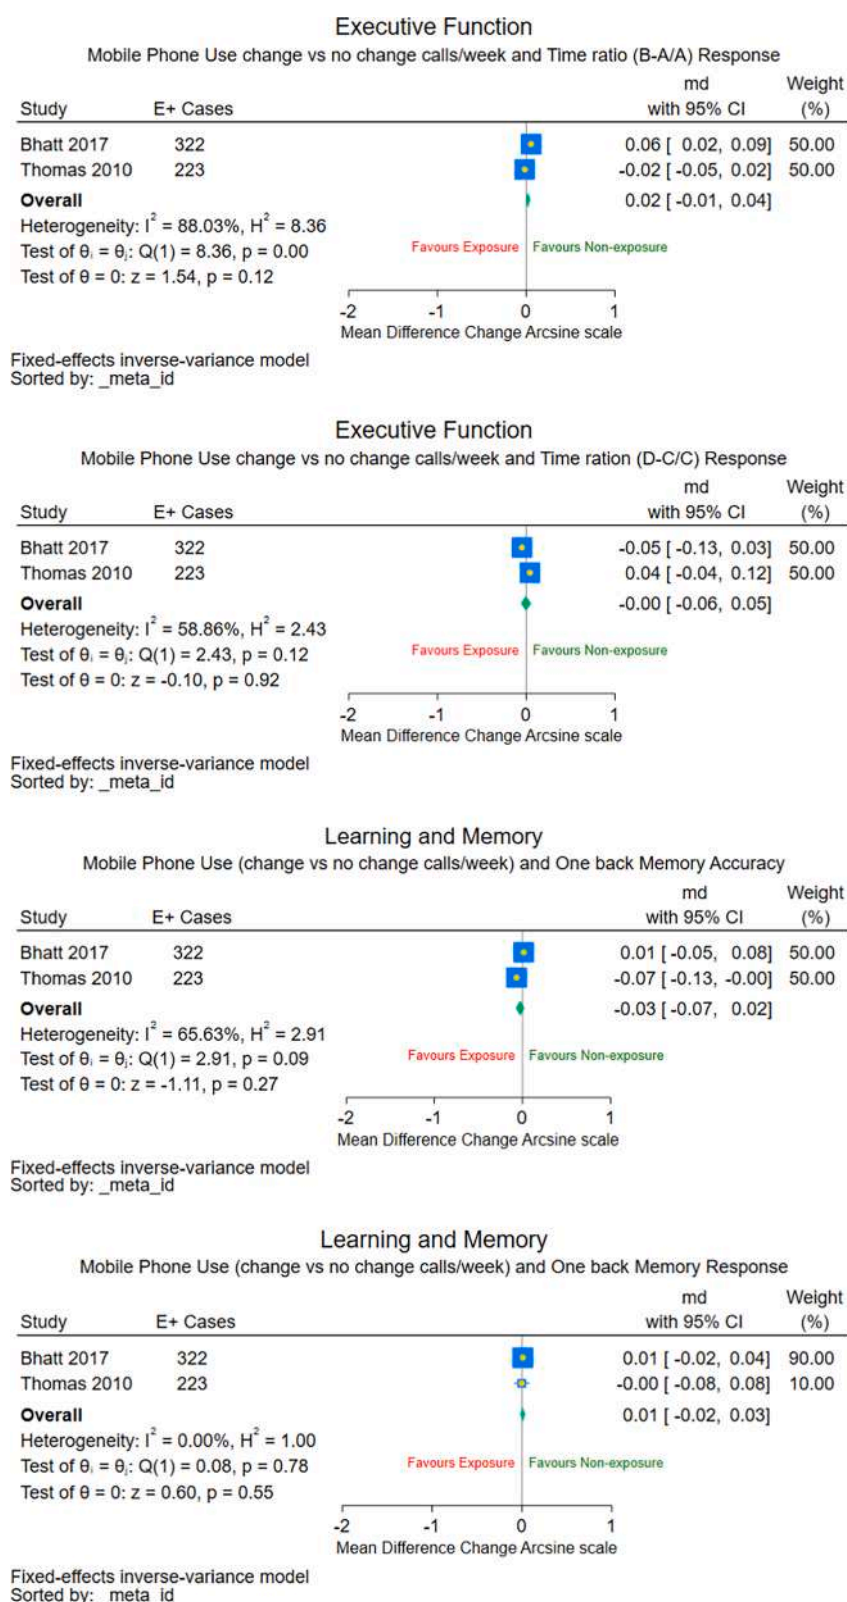 Executive Function
Mobile Phone Use change vs no change calls/week and Time ratio (B-A/A) Response
md Weight
Study E+ Cases with 95% CI (%)
Bhatt 2017 322 0.06 [ 0.02, 0.09] 50.00
Thomas 2010 223 -0.02 [ -0.05, 0.02] 50.00
Overall 0.02 [ -0.01, 0.04]
Heterogeneity: I² = 88.03%, H² = 8.36
Test of θᵢ = θⱼ: Q(1) = 8.36, p = 0.00
Favours Exposure Favours Non-exposure
Test of θ = 0: z = 1.54, p = 0.12
-2 -1 0 1
Mean Difference Change Arcsine scale
Fixed-effects inverse-variance model
Sorted by: _meta_id
Executive Function
Mobile Phone Use change vs no change calls/week and Time ration (D-C/C) Response
md Weight
Study E+ Cases with 95% CI (%)
Bhatt 2017 322 -0.05 [ -0.13, 0.03] 50.00
Thomas 2010 223 0.04 [ -0.04, 0.12] 50.00
Overall -0.00 [ -0.06, 0.05]
Heterogeneity: I² = 58.86%, H² = 2.43
Test of θᵢ = θⱼ: Q(1) = 2.43, p = 0.12
Favours Exposure Favours Non-exposure
Test of θ = 0: z = -0.10, p = 0.92
-2 -1 0 1
Mean Difference Change Arcsine scale
Fixed-effects inverse-variance model
Sorted by: _meta_id
Learning and Memory
Mobile Phone Use (change vs no change calls/week) and One back Memory Accuracy
md Weight
Study E+ Cases with 95% CI (%)
Bhatt 2017 322 0.01 [ -0.05, 0.08] 50.00
Thomas 2010 223 -0.07 [ -0.13, -0.00] 50.00
Overall -0.03 [ -0.07, 0.02]
Heterogeneity: I² = 65.63%, H² = 2.91
Test of θᵢ = θⱼ: Q(1) = 2.91, p = 0.09
Favours Exposure Favours Non-exposure
Test of θ = 0: z = -1.11, p = 0.27
-2 -1 0 1
Mean Difference Change Arcsine scale
Fixed-effects inverse-variance model
Sorted by: _meta_id
Learning and Memory
Mobile Phone Use (change vs no change calls/week) and One back Memory Response
md Weight
Study E+ Cases with 95% CI (%)
Bhatt 2017 322 0.01 [ -0.02, 0.04] 90.00
Thomas 2010 223 -0.00 [ -0.08, 0.08] 10.00
Overall 0.01 [ -0.02, 0.03]
Heterogeneity: I² = 0.00%, H² = 1.00
Test of θᵢ = θⱼ: Q(1) = 0.08, p = 0.78
Favours Exposure Favours Non-exposure
Test of θ = 0: z = 0.60, p = 0.55
-2 -1 0 1
Mean Difference Change Arcsine scale
Fixed-effects inverse-variance model
Sorted by: _meta_id